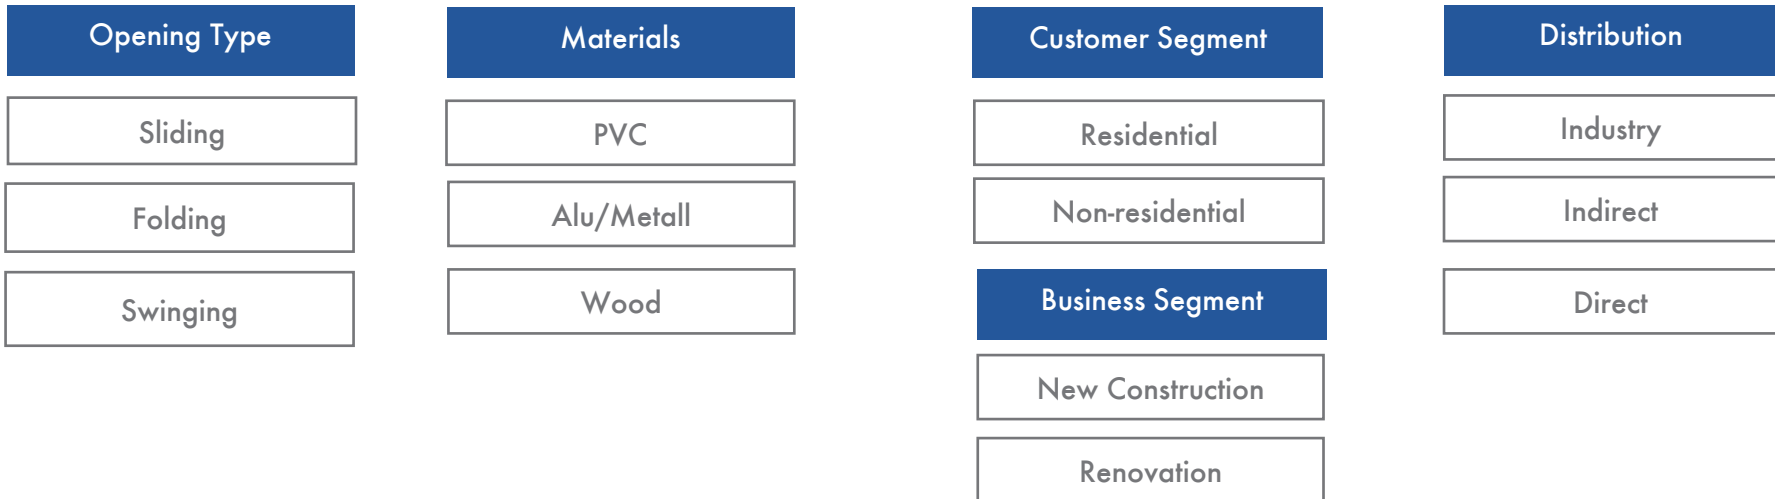 Opening Type
Sliding
Folding
Swinging
Materials
PVC
Alu/Metall
Wood
Customer Segment
Residential
Non-residential
Business Segment
New Construction
Renovation
Distribution
Industry
Indirect
Direct